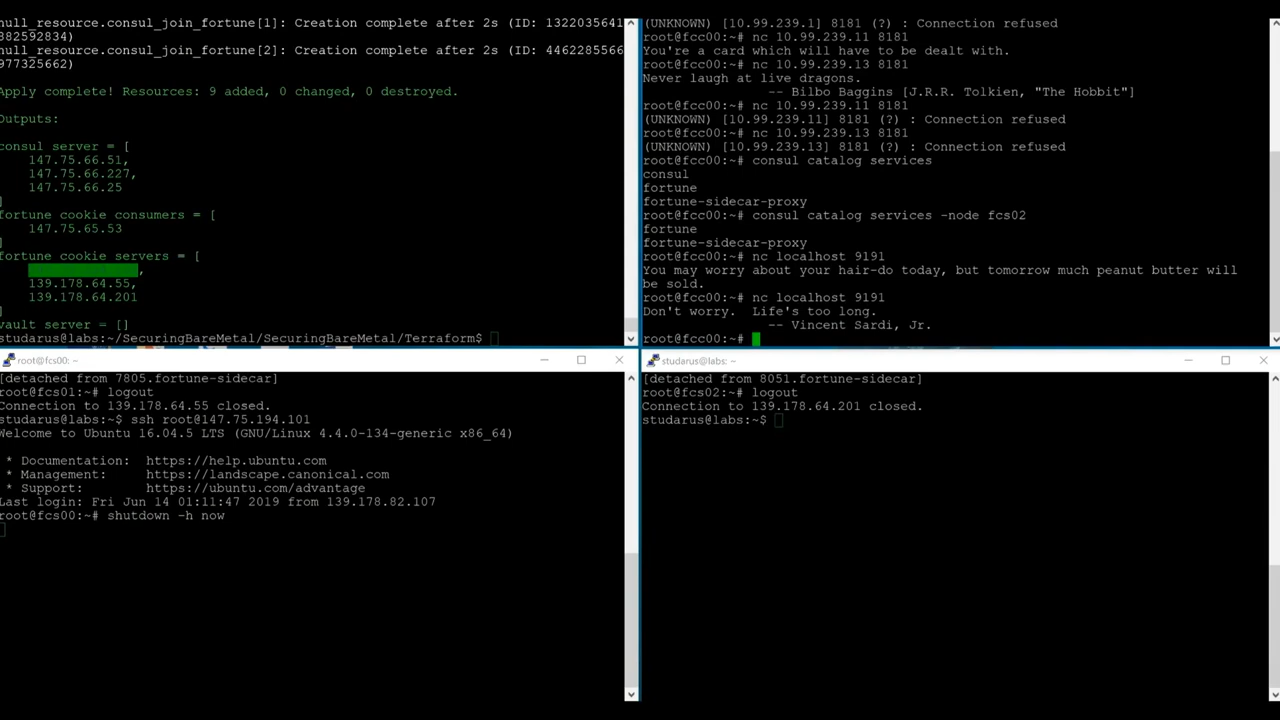 null_resource.consul_join_fortune[1]: Creation complete after 2s (ID: 1322035641
382592834)
null_resource.consul_join_fortune[2]: Creation complete after 2s (ID: 4462285566
977325662)
Apply complete! Resources: 9 added, 0 changed, 0 destroyed.
Outputs:
consul server = [
147.75.66.51,
147.75.66.227,
147.75.66.25
]
fortune cookie consumers = [
147.75.65.53
]
fortune cookie servers = [
,
139.178.64.55,
139.178.64.201
]
vault server = []
studarus@labs:~/SecuringBareMetal/SecuringBareMetal/Terraform$
(UNKNOWN) [10.99.239.1] 8181 (?) : Connection refused
root@fcc00:~# nc 10.99.239.11 8181
You're a card which will have to be dealt with.
root@fcc00:~# nc 10.99.239.13 8181
Never laugh at live dragons.
-- Bilbo Baggins [J.R.R. Tolkien, "The Hobbit"]
root@fcc00:~# nc 10.99.239.11 8181
(UNKNOWN) [10.99.239.11] 8181 (?) : Connection refused
root@fcc00:~# nc 10.99.239.13 8181
(UNKNOWN) [10.99.239.13] 8181 (?) : Connection refused
root@fcc00:~# consul catalog services
consul
fortune
fortune-sidecar-proxy
root@fcc00:~# consul catalog services -node fcs02
fortune
fortune-sidecar-proxy
root@fcc00:~# nc localhost 9191
You may worry about your hair-do today, but tomorrow much peanut butter will
be sold.
root@fcc00:~# nc localhost 9191
Don't worry.  Life's too long.
-- Vincent Sardi, Jr.
root@fcc00:~#
root@fcs00: ~
[detached from 7805.fortune-sidecar]
root@fcs01:~# logout
Connection to 139.178.64.55 closed.
studarus@labs:~$ ssh root@147.75.194.101
Welcome to Ubuntu 16.04.5 LTS (GNU/Linux 4.4.0-134-generic x86_64)
* Documentation:  https://help.ubuntu.com
* Management:     https://landscape.canonical.com
* Support:        https://ubuntu.com/advantage
Last login: Fri Jun 14 01:11:47 2019 from 139.178.82.107
root@fcs00:~# shutdown -h now
studarus@labs: ~
[detached from 8051.fortune-sidecar]
root@fcs02:~# logout
Connection to 139.178.64.201 closed.
studarus@labs:~$